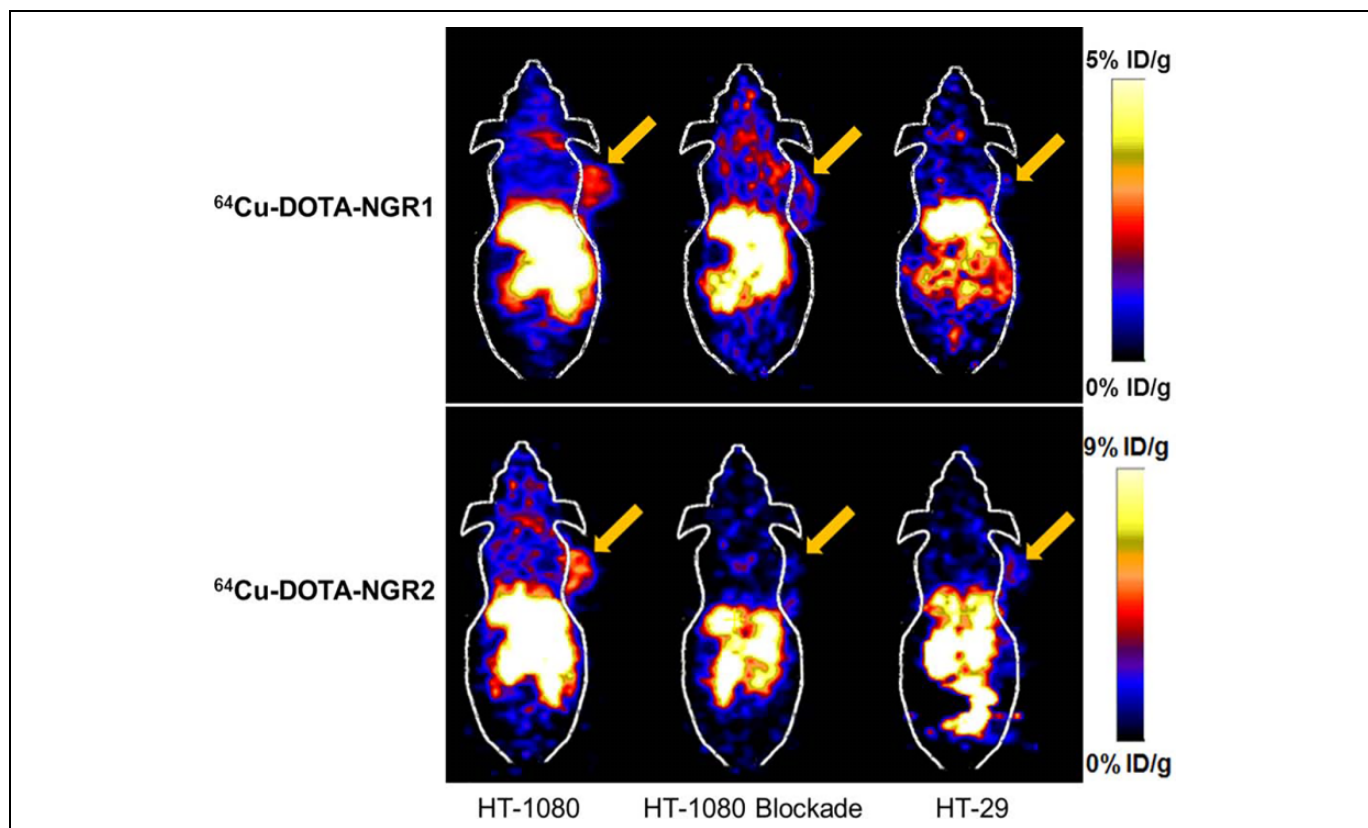 5% ID/g
⁶⁴Cu-DOTA-NGR1
0% ID/g
9% ID/g
⁶⁴Cu-DOTA-NGR2
0% ID/g
HT-1080 HT-1080 Blockade HT-29